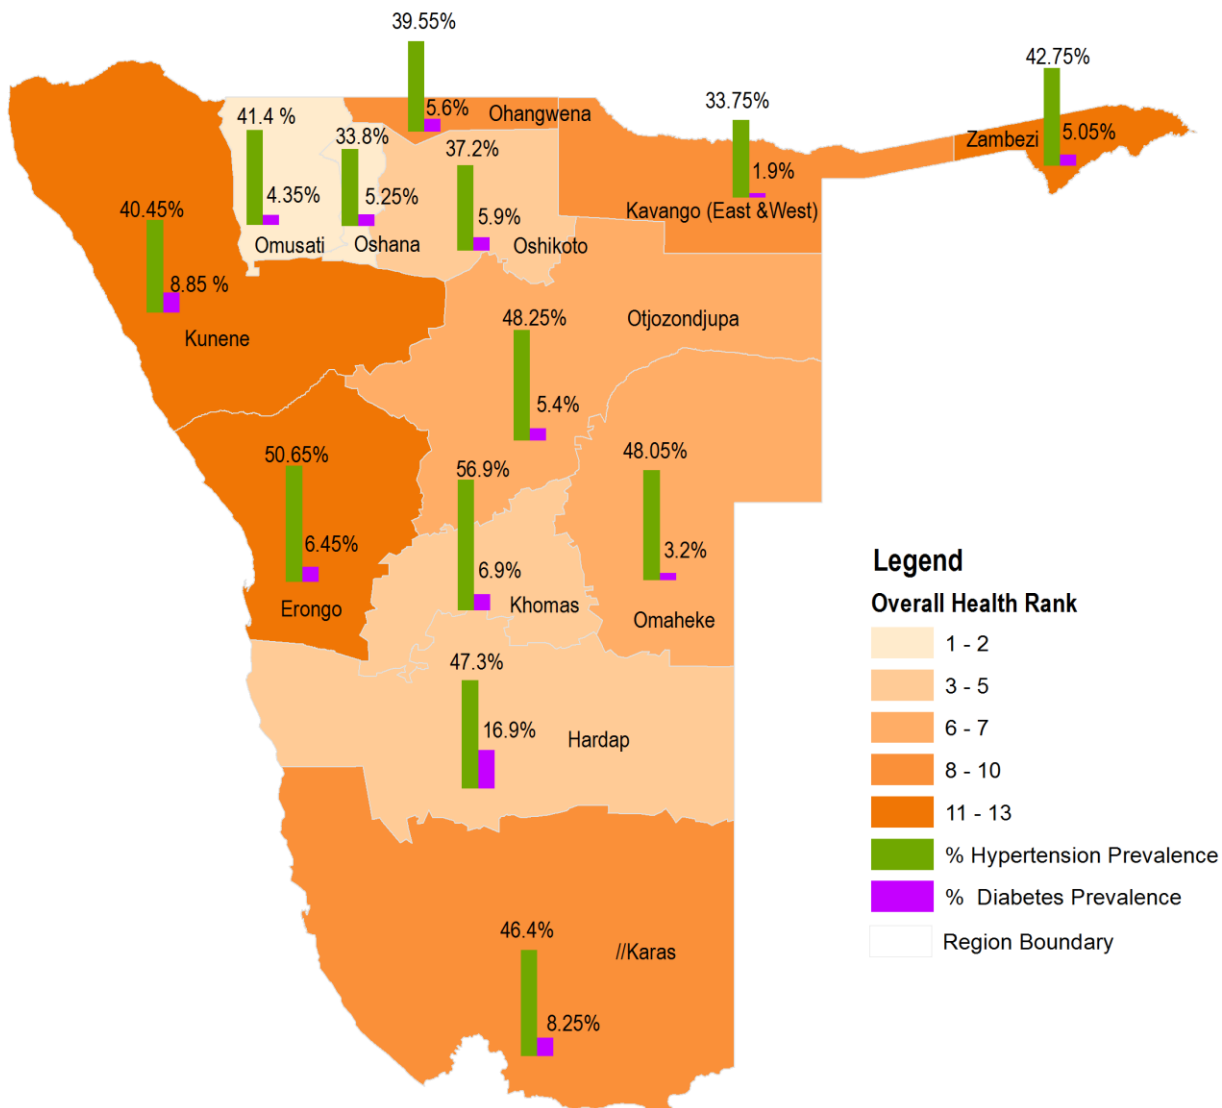 39.55%
42.75%
33.75%
5.6%
Ohangwena
41.4 %
33.8%
37.2%
Zambezi
5.05%
1.9%
4.35%
5.25%
5.9%
40.45%
Kavango (East &West)
Omusati
Oshana
Oshikoto
8.85 %
Kunene
48.25%
Otjozondjupa
5.4%
50.65%
56.9%
48.05%
6.45%
3.2%
6.9%
Erongo
Khomas
Omaheke
47.3%
16.9%
Hardap
46.4%
//Karas
8.25%
Legend
Overall Health Rank
1 - 2
3 - 5
6 - 7
8 - 10
11 - 13
% Hypertension Prevalence
% Diabetes Prevalence
Region Boundary